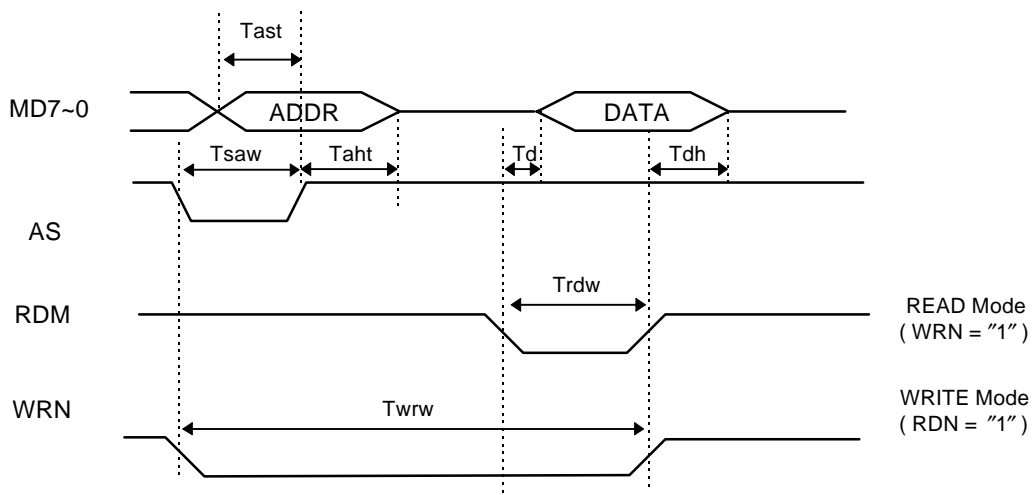 Tast
MD7~0
ADDR
DATA
Tsaw
Taht
Td
Tdh
AS
Trdw
RDM
READ Mode
( WRN = "1" )
WRN
Twrw
WRITE Mode
( RDN = "1" )